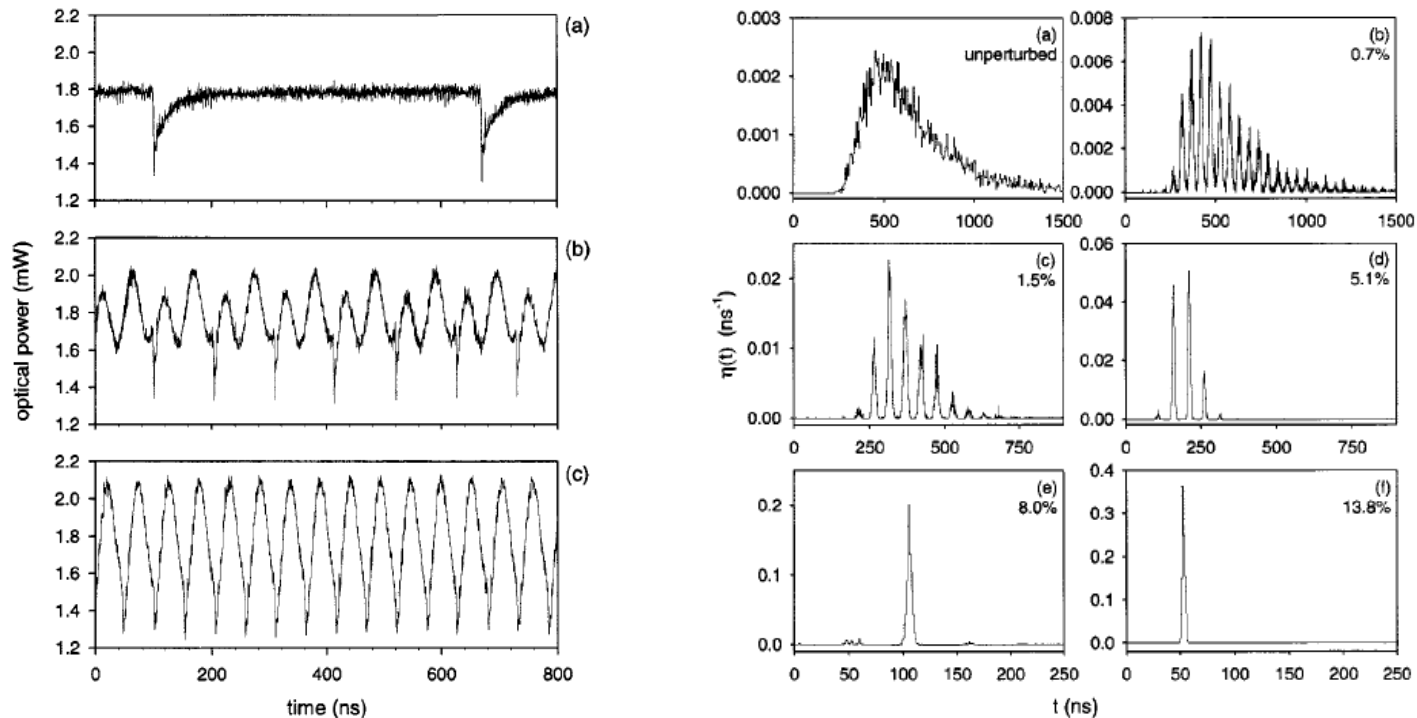 optical power (mW)
(a)
2.2
2.0
1.8
1.6
1.4
1.2
(b)
2.2
2.0
1.8
1.6
1.4
1.2
(c)
2.2
2.0
1.8
1.6
1.4
1.2
0 200 400 600 800
time (ns)
η(t) (ns⁻¹)
(a)
unperturbed
0.003
0.002
0.001
0.000
0 500 1000 1500
(b)
0.7%
0.008
0.006
0.004
0.002
0.000
0 500 1000 1500
(c)
1.5%
0.02
0.01
0.00
0 250 500 750
(d)
5.1%
0.06
0.04
0.02
0.00
0 250 500 750
(e)
8.0%
0.2
0.1
0.0
0 50 100 150 200 250
(f)
13.8%
0.4
0.3
0.2
0.1
0.0
0 50 100 150 200 250
t (ns)